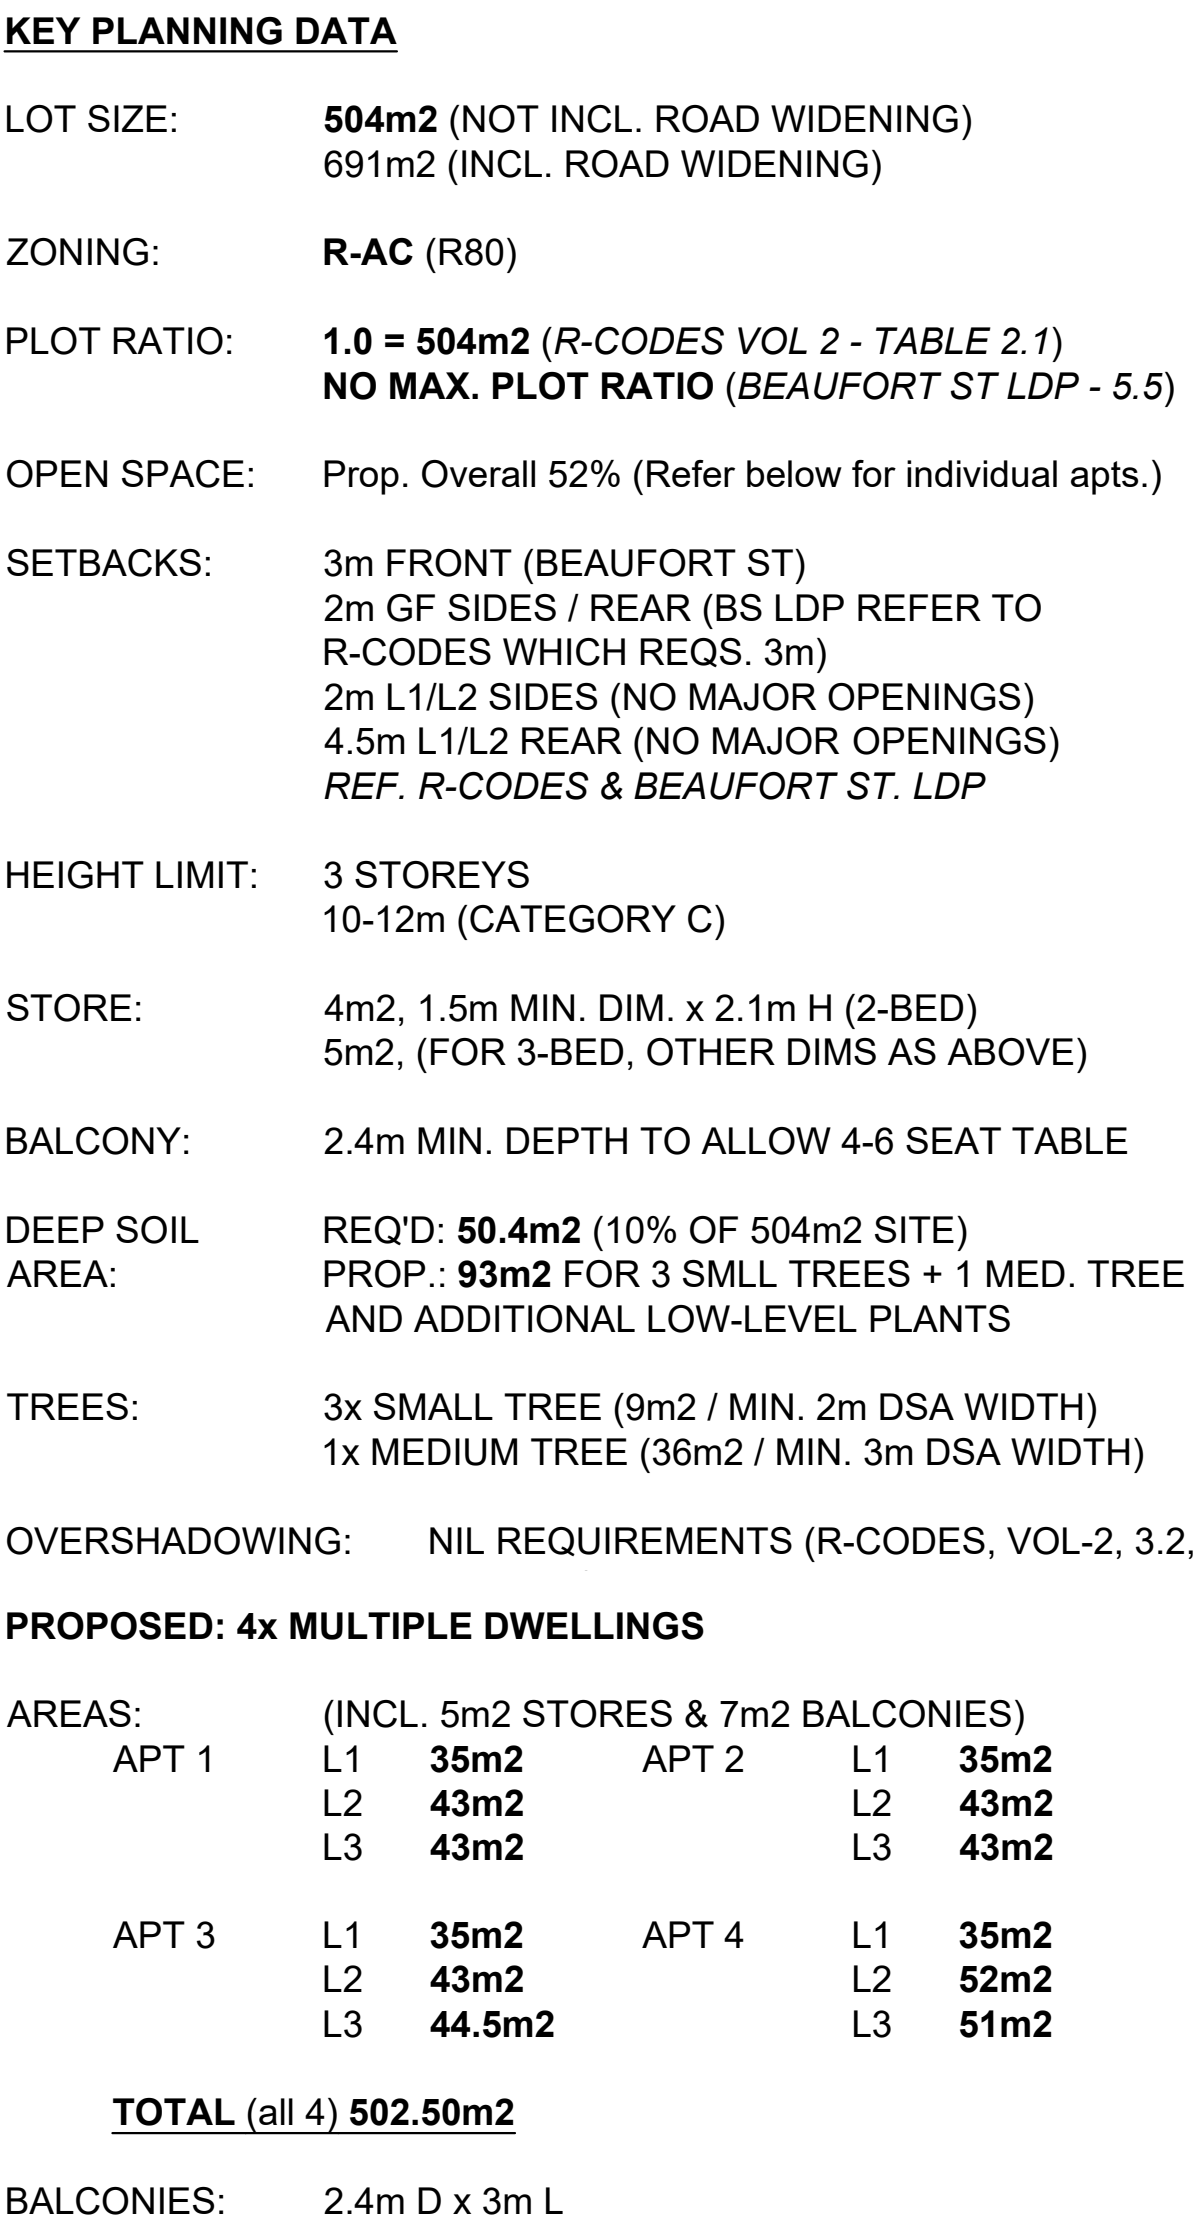 KEY PLANNING DATA
LOT SIZE: 504m2 (NOT INCL. ROAD WIDENING)
691m2 (INCL. ROAD WIDENING)
ZONING: R-AC (R80)
PLOT RATIO: 1.0 = 504m2 (R-CODES VOL 2 - TABLE 2.1)
NO MAX. PLOT RATIO (BEAUFORT ST LDP - 5.5)
OPEN SPACE: Prop. Overall 52% (Refer below for individual apts.)
SETBACKS: 3m FRONT (BEAUFORT ST)
2m GF SIDES / REAR (BS LDP REFER TO
R-CODES WHICH REQS. 3m)
2m L1/L2 SIDES (NO MAJOR OPENINGS)
4.5m L1/L2 REAR (NO MAJOR OPENINGS)
REF. R-CODES & BEAUFORT ST. LDP
HEIGHT LIMIT: 3 STOREYS
10-12m (CATEGORY C)
STORE: 4m2, 1.5m MIN. DIM. x 2.1m H (2-BED)
5m2, (FOR 3-BED, OTHER DIMS AS ABOVE)
BALCONY: 2.4m MIN. DEPTH TO ALLOW 4-6 SEAT TABLE
DEEP SOIL REQ'D: 50.4m2 (10% OF 504m2 SITE)
AREA: PROP.: 93m2 FOR 3 SMLL TREES + 1 MED. TREE
AND ADDITIONAL LOW-LEVEL PLANTS
TREES: 3x SMALL TREE (9m2 / MIN. 2m DSA WIDTH)
1x MEDIUM TREE (36m2 / MIN. 3m DSA WIDTH)
OVERSHADOWING: NIL REQUIREMENTS (R-CODES, VOL-2, 3.2,
PROPOSED: 4x MULTIPLE DWELLINGS
AREAS: (INCL. 5m2 STORES & 7m2 BALCONIES)
APT 1 L1 35m2 APT 2 L1 35m2
L2 43m2 L2 43m2
L3 43m2 L3 43m2
APT 3 L1 35m2 APT 4 L1 35m2
L2 43m2 L2 52m2
L3 44.5m2 L3 51m2
TOTAL (all 4) 502.50m2
BALCONIES: 2.4m D x 3m L